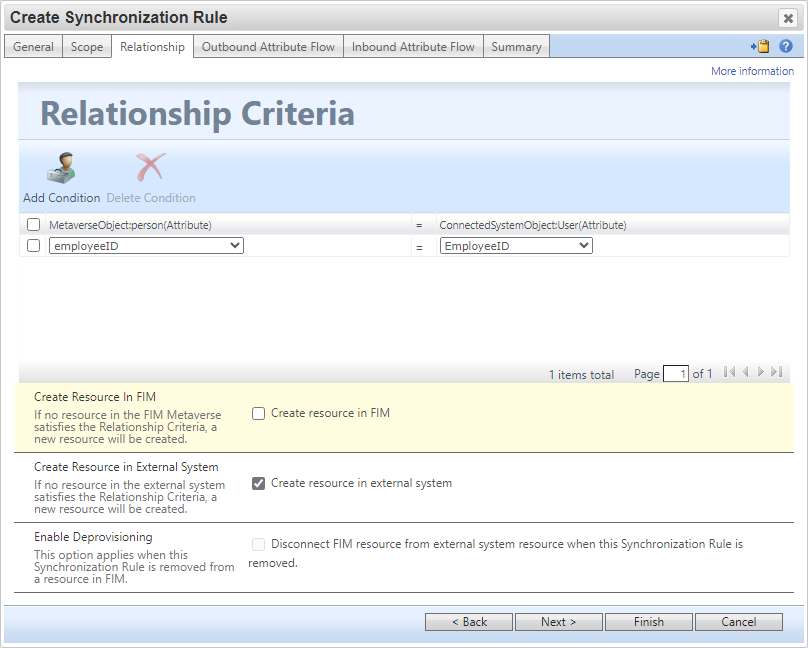 Create Synchronization Rule
General Scope Relationship Outbound Attribute Flow Inbound Attribute Flow Summary
More information
Relationship Criteria
Add Condition Delete Condition
MetaverseObject:person(Attribute) = ConnectedSystemObject:User(Attribute)
employeeID = EmployeeID
1 items total Page 1 of 1
Create Resource In FIM
If no resource in the FIM Metaverse
satisfies the Relationship Criteria, a
new resource will be created.
Create resource in FIM
Create Resource in External System
If no resource in the external system
satisfies the Relationship Criteria, a
new resource will be created.
Create resource in external system
Enable Deprovisioning
This option applies when this
Synchronization Rule is removed from
a resource in FIM.
Disconnect FIM resource from external system resource when this Synchronization Rule is
removed.
< Back Next > Finish Cancel